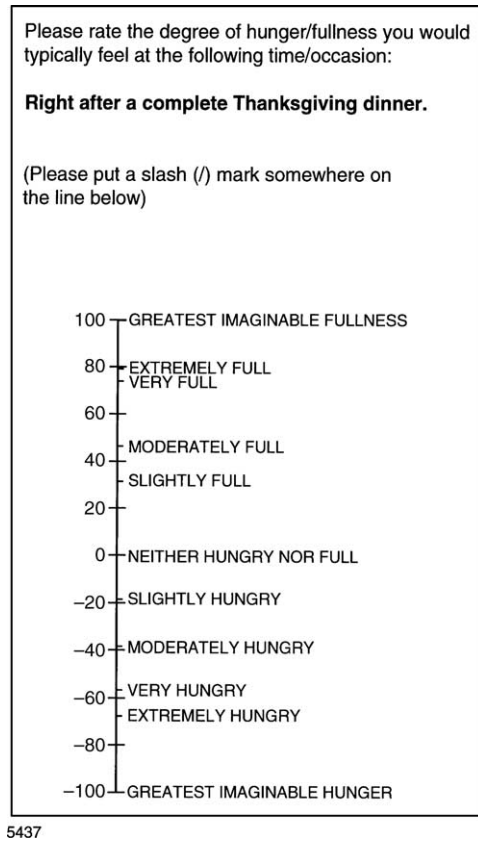 Please rate the degree of hunger/fullness you would
typically feel at the following time/occasion:
Right after a complete Thanksgiving dinner.
(Please put a slash (/) mark somewhere on
the line below)
100 GREATEST IMAGINABLE FULLNESS
80 EXTREMELY FULL
VERY FULL
60
MODERATELY FULL
40
SLIGHTLY FULL
20
0 NEITHER HUNGRY NOR FULL
–20 SLIGHTLY HUNGRY
–40 MODERATELY HUNGRY
VERY HUNGRY
–60
EXTREMELY HUNGRY
–80
–100 GREATEST IMAGINABLE HUNGER
5437